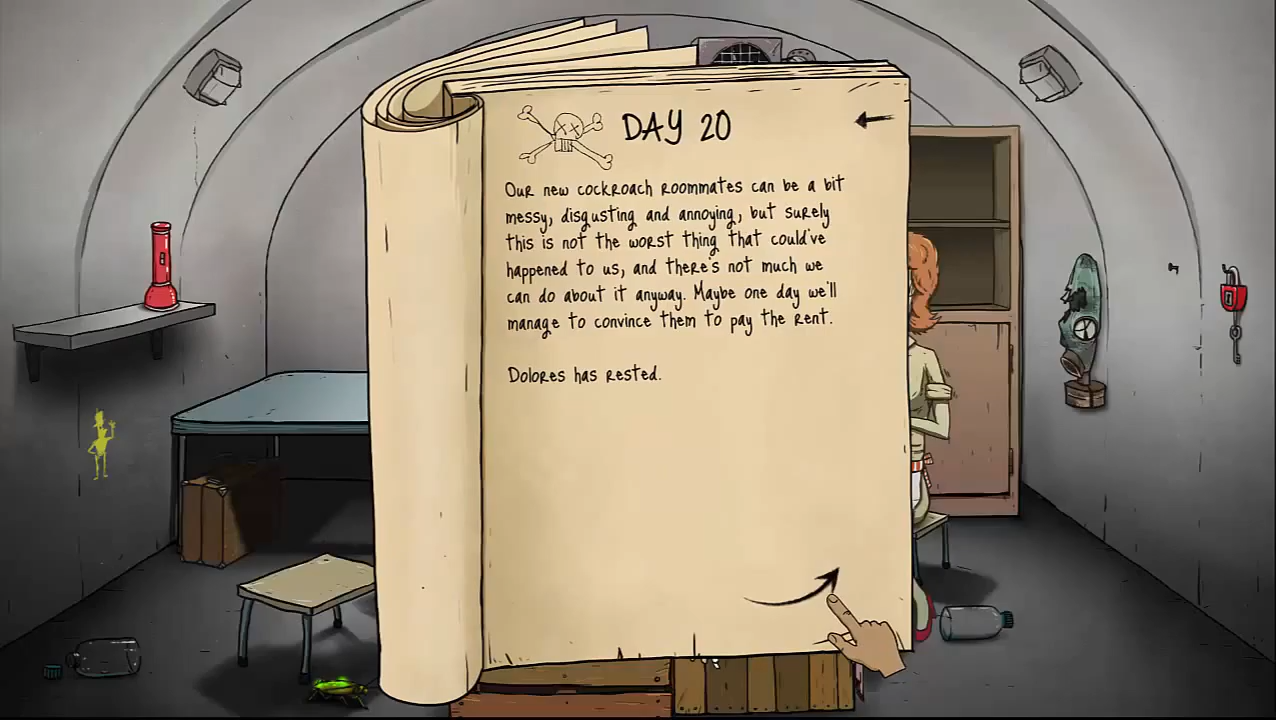 DAY 20
Our new cockroach roommates can be a bit
messy, disgusting and annoying, but surely
this is not the worst thing that could've
happened to us, and there's not much we
can do about it anyway. Maybe one day we'll
manage to convince them to pay the rent.
Dolores has rested.